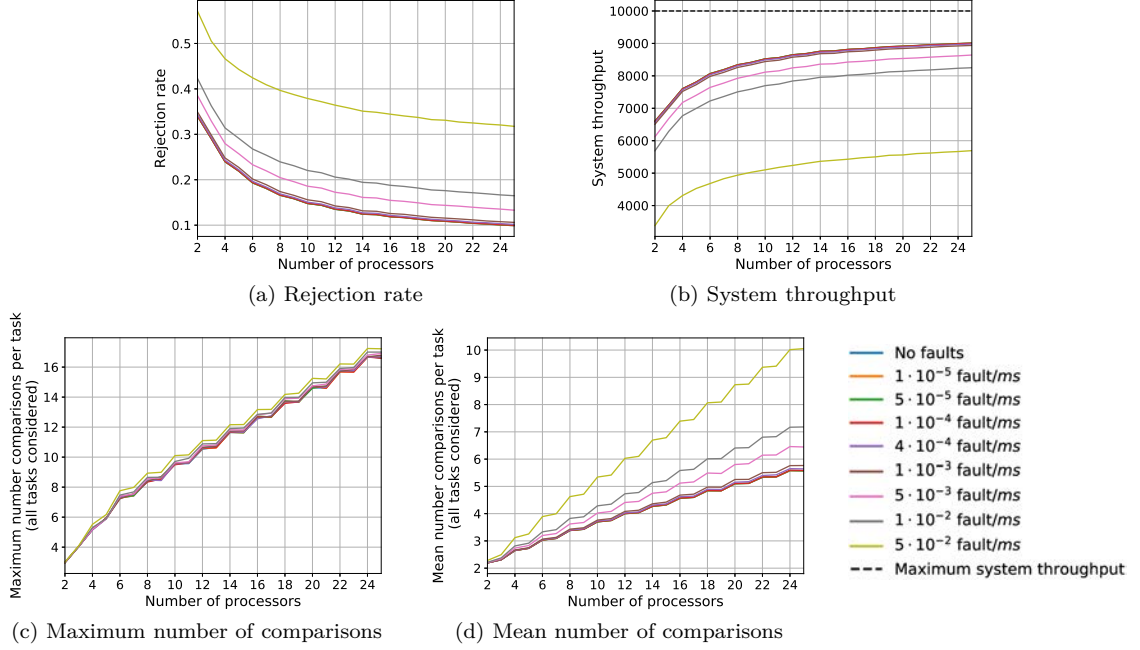 0.5
0.4
0.3
0.2
0.1
Rejection rate
2 4 6 8 10 12 14 16 18 20 22 24
Number of processors
(a) Rejection rate
10000
9000
8000
7000
6000
5000
4000
System throughput
2 4 6 8 10 12 14 16 18 20 22 24
Number of processors
(b) System throughput
16
14
12
10
8
6
4
Maximum number comparisons per task
(all tasks considered)
2 4 6 8 10 12 14 16 18 20 22 24
Number of processors
(c) Maximum number of comparisons
10
9
8
7
6
5
4
3
2
Mean number comparisons per task
(all tasks considered)
2 4 6 8 10 12 14 16 18 20 22 24
Number of processors
(d) Mean number of comparisons
No faults
1 · 10⁻⁵ fault/ms
5 · 10⁻⁵ fault/ms
1 · 10⁻⁴ fault/ms
4 · 10⁻⁴ fault/ms
1 · 10⁻³ fault/ms
5 · 10⁻³ fault/ms
1 · 10⁻² fault/ms
5 · 10⁻² fault/ms
Maximum system throughput